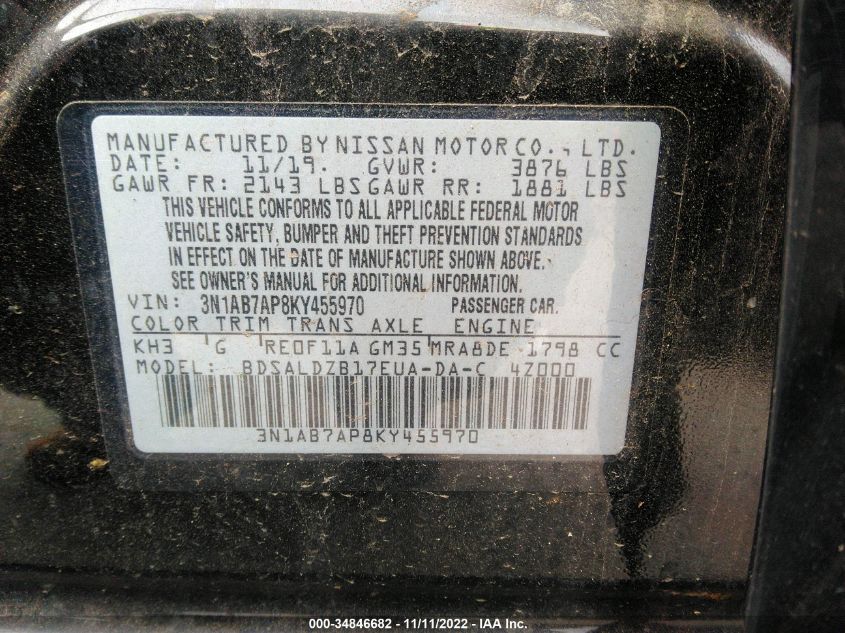 MANUFACTURED BY NISSAN MOTOR CO., LTD.
DATE: 11/19. GVWR: 3876 LBS
GAWR FR: 2143 LBS GAWR RR: 1881 LBS
THIS VEHICLE CONFORMS TO ALL APPLICABLE FEDERAL MOTOR
VEHICLE SAFETY, BUMPER AND THEFT PREVENTION STANDARDS
IN EFFECT ON THE DATE OF MANUFACTURE SHOWN ABOVE.
SEE OWNER'S MANUAL FOR ADDITIONAL INFORMATION.
VIN: 3N1AB7AP8KY455970 PASSENGER CAR.
COLOR TRIM TRANS AXLE ENGINE
KH3 G RE0F11A GM35 MRA8DE 1798 CC
MODEL: BDSALDZB17EUA-DA-C 4Z000
3N1AB7AP8KY455970
000-34846682 - 11/11/2022 - IAA Inc.